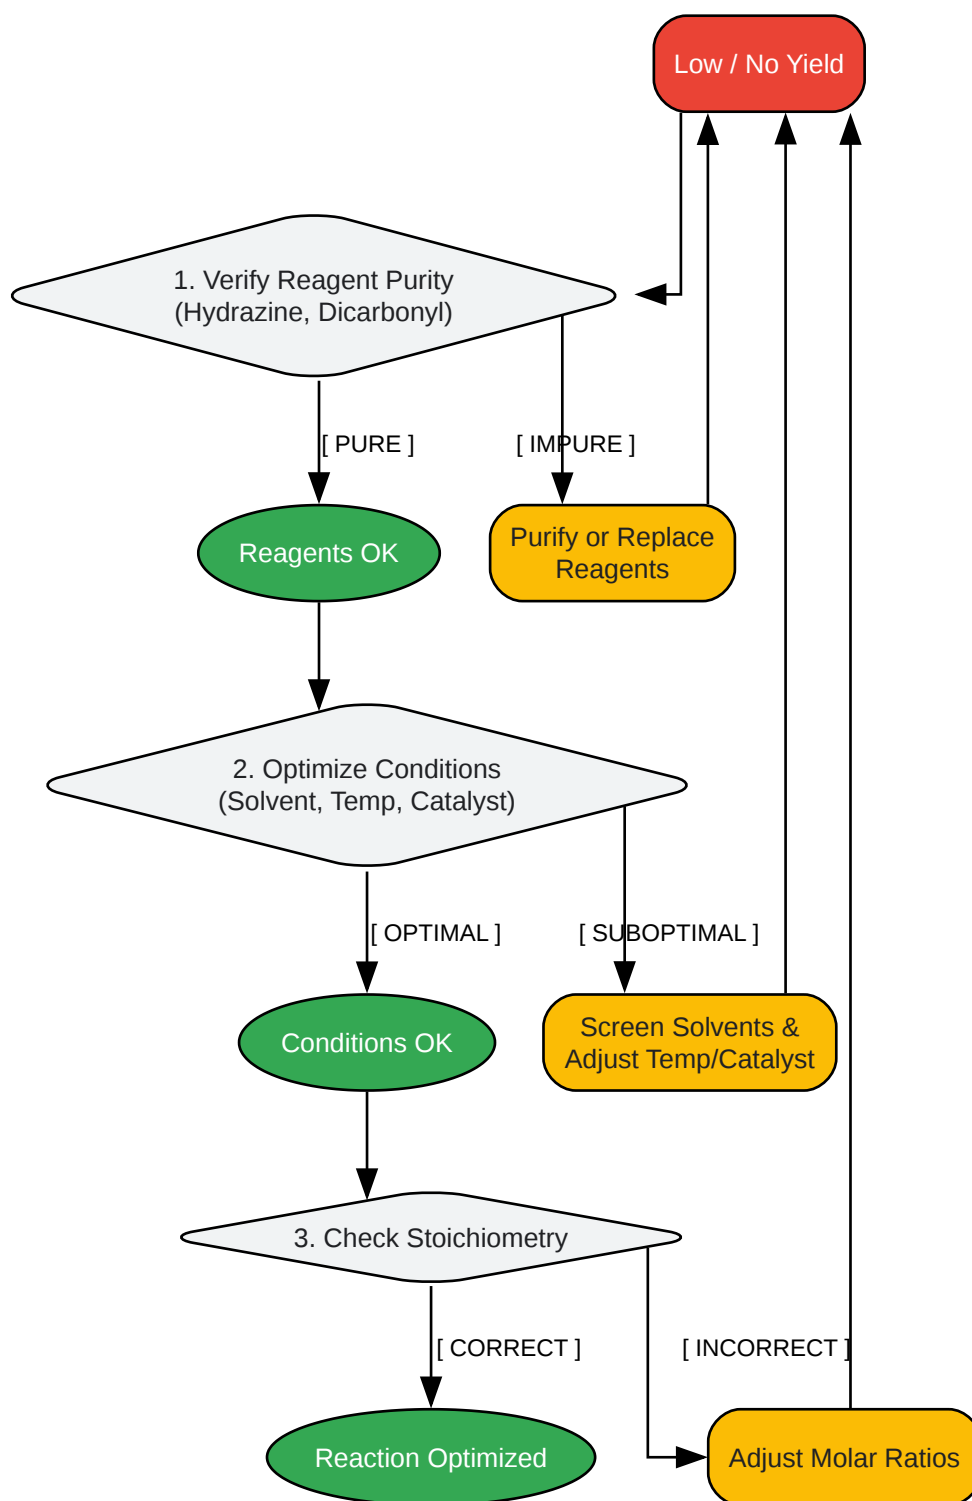 Low / No Yield
1. Verify Reagent Purity
(Hydrazine, Dicarbonyl)
[ PURE ]
[ IMPURE ]
Reagents OK
Purify or Replace
Reagents
2. Optimize Conditions
(Solvent, Temp, Catalyst)
[ OPTIMAL ]
[ SUBOPTIMAL ]
Conditions OK
Screen Solvents &
Adjust Temp/Catalyst
3. Check Stoichiometry
[ CORRECT ]
[ INCORRECT ]
Reaction Optimized
Adjust Molar Ratios